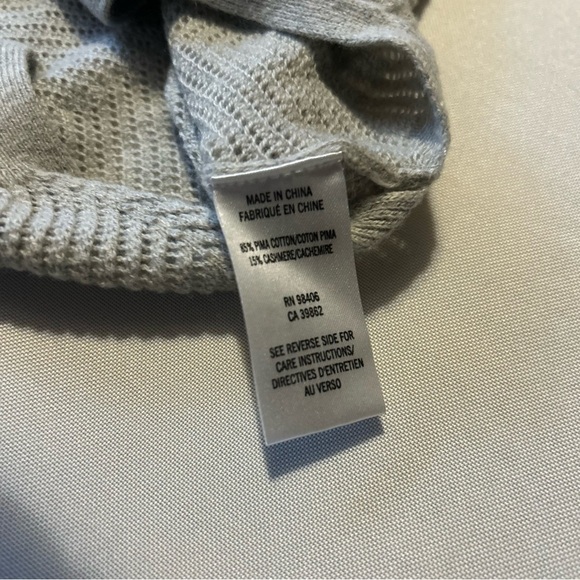 MADE IN CHINA
FABRIQUÉ EN CHINE
85% PIMA COTTON/COTON PIMA
15% CASHMERE/CACHEMIRE
RN 98406
CA 39862
SEE REVERSE SIDE FOR
CARE INSTRUCTIONS/
DIRECTIVES D'ENTRETIEN
AU VERSO